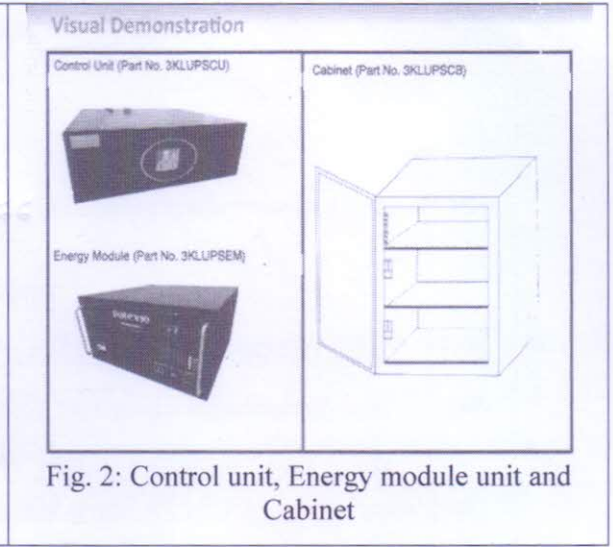 Visual Demonstration
Control Unit (Part No. 3KLUPSCU)
Cabinet (Part No. 3KLUPSCB)
Energy Module (Part No. 3KLUPSEM)
Fig. 2: Control unit, Energy module unit and
Cabinet